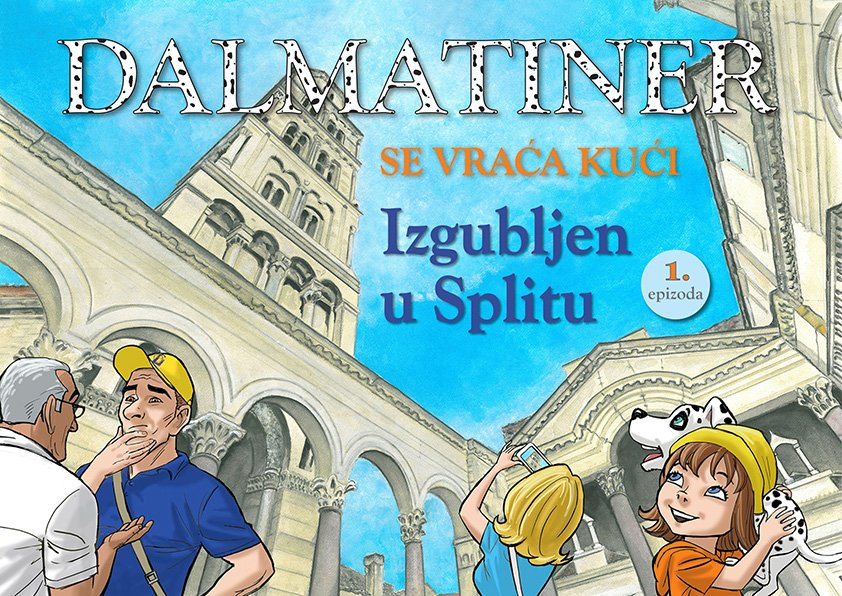 DALMATINER
SE VRAĆA KUĆI
Izgubljen
u Splitu
1.
epizoda